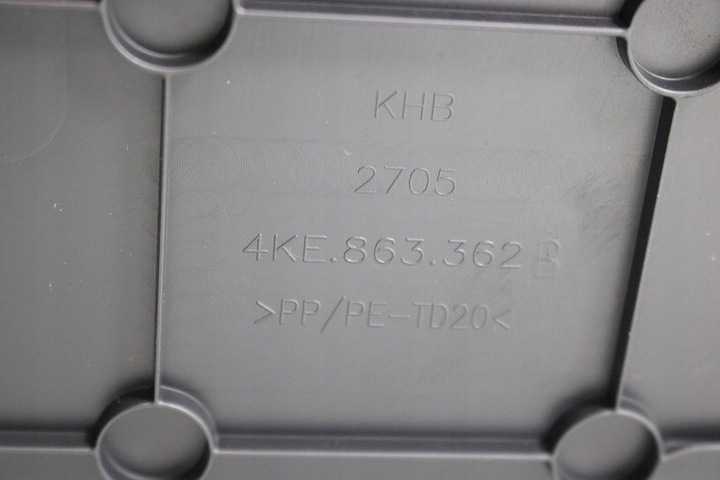 KHB
2705
4KE.863.362 B
>PP/PE-TD20<